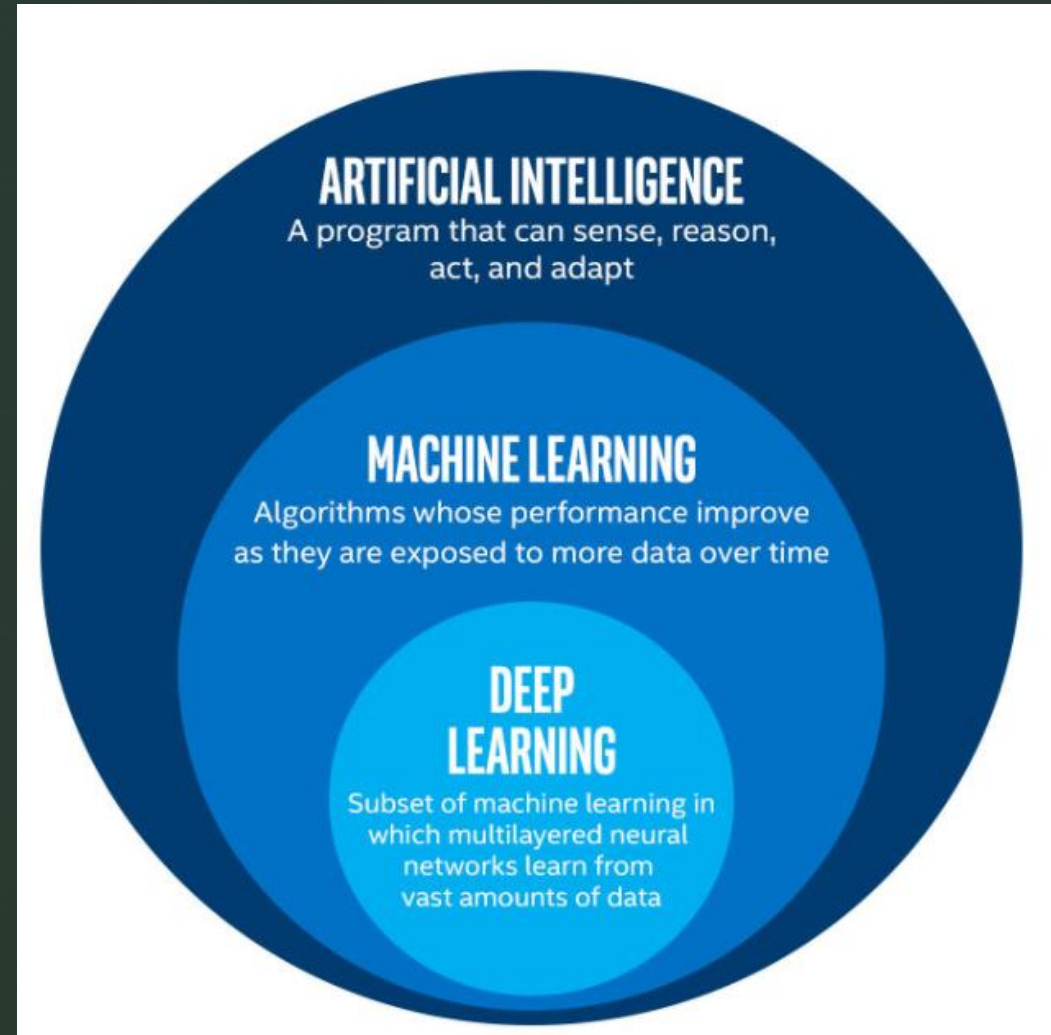 ARTIFICIAL INTELLIGENCE
A program that can sense, reason,
act, and adapt
MACHINE LEARNING
Algorithms whose performance improve
as they are exposed to more data over time
DEEP
LEARNING
Subset of machine learning in
which multilayered neural
networks learn from
vast amounts of data